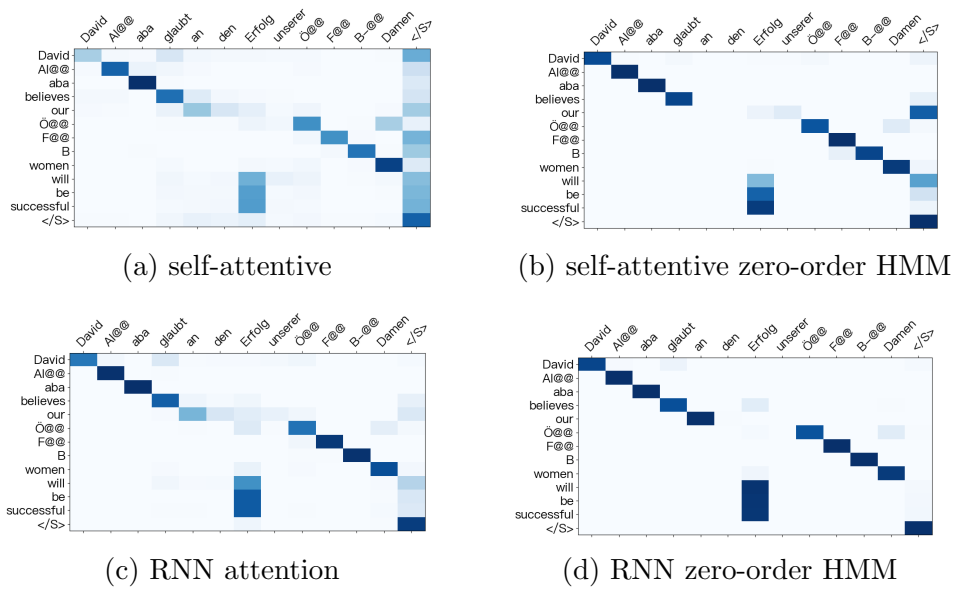 David Al@@ aba glaubt an den Erfolg unserer Ö@@ F@@ B-@@ Damen </S>
David
Al@@
aba
believes
our
Ö@@
F@@
B
women
will
be
successful
</S>
(a) self-attentive
David Al@@ aba glaubt an den Erfolg unserer Ö@@ F@@ B-@@ Damen </S>
David
Al@@
aba
believes
our
Ö@@
F@@
B
women
will
be
successful
</S>
(b) self-attentive zero-order HMM
David Al@@ aba glaubt an den Erfolg unserer Ö@@ F@@ B-@@ Damen </S>
David
Al@@
aba
believes
our
Ö@@
F@@
B
women
will
be
successful
</S>
(c) RNN attention
David Al@@ aba glaubt an den Erfolg unserer Ö@@ F@@ B-@@ Damen </S>
David
Al@@
aba
believes
our
Ö@@
F@@
B
women
will
be
successful
</S>
(d) RNN zero-order HMM